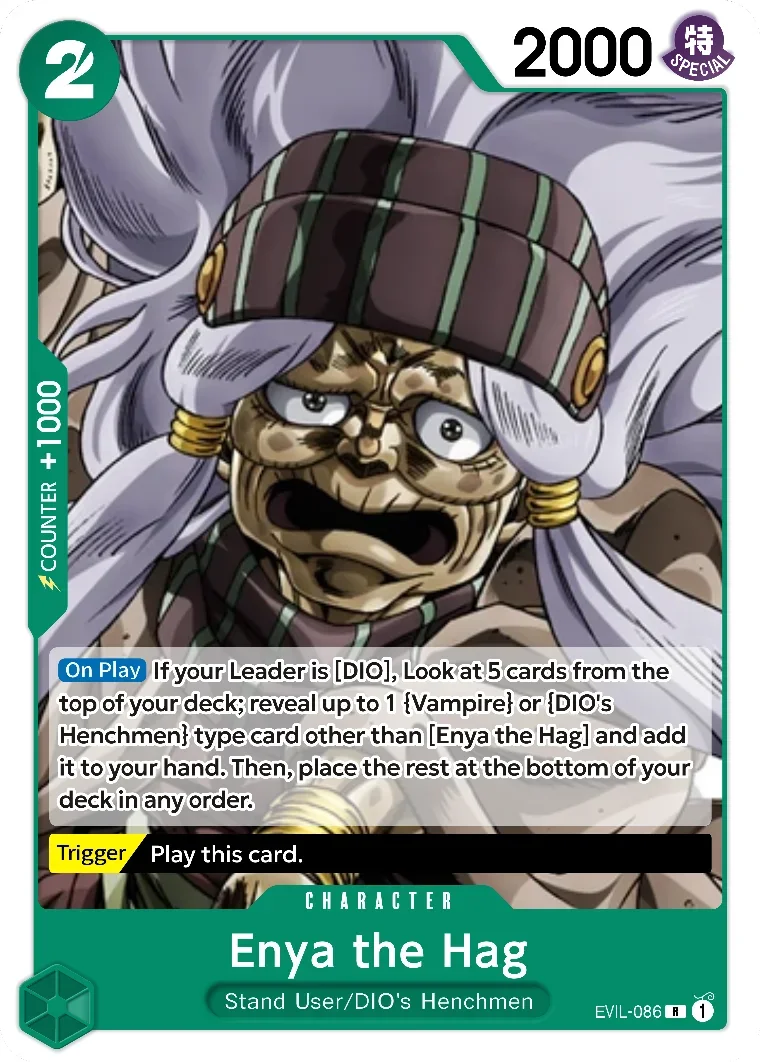 2
2000
特
SPECIAL
COUNTER +1000
On Play If your Leader is [DIO], Look at 5 cards from the
top of your deck; reveal up to 1 {Vampire} or {DIO's
Henchmen} type card other than [Enya the Hag] and add
it to your hand. Then, place the rest at the bottom of your
deck in any order.
Trigger Play this card.
CHARACTER
Enya the Hag
Stand User/DIO's Henchmen
EVIL-086 R 1